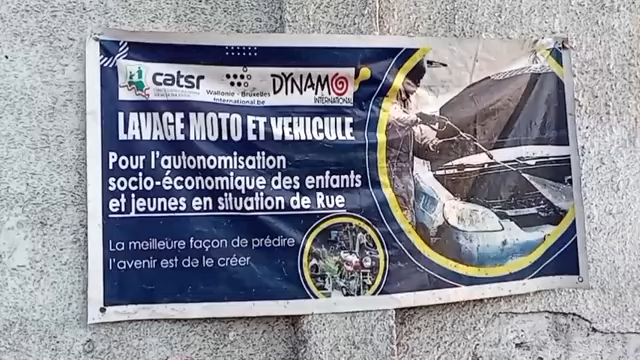 catsr
Wallonie - Bruxelles
International.be
DYNAMO
INTERNATIONAL
LAVAGE MOTO ET VEHICULE
Pour l'autonomisation
socio-économique des enfants
et jeunes en situation de Rue
La meilleure façon de prédire
l'avenir est de le créer